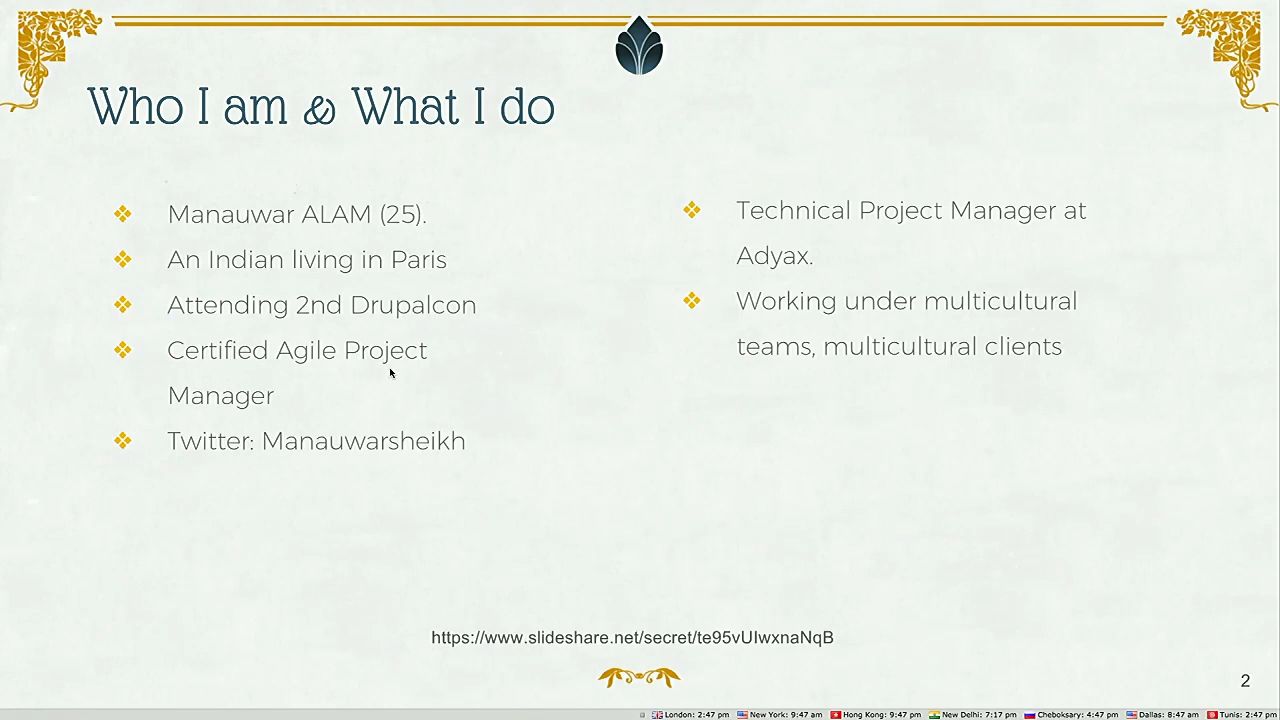 Who I am & What I do
Manauwar ALAM (25).
An Indian living in Paris
Attending 2nd Drupalcon
Certified Agile Project
Manager
Twitter: Manauwarsheikh
Technical Project Manager at
Adyax.
Working under multicultural
teams, multicultural clients
https://www.slideshare.net/secret/te95vUIwxnaNqB
2
London: 2:47 pm New York: 9:47 am Hong Kong: 9:47 pm New Delhi: 7:17 pm Cheboksary: 4:47 pm Dallas: 8:47 am Tunis: 2:47 pm